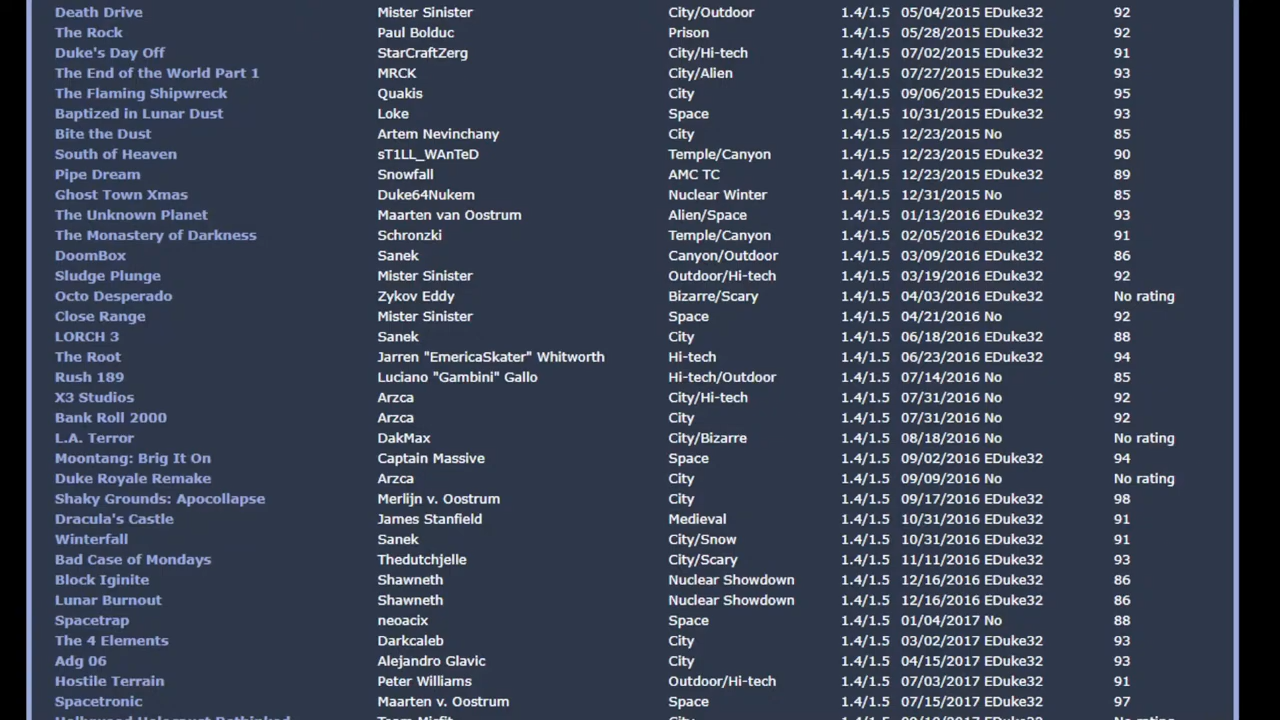 Death Drive Mister Sinister City/Outdoor 1.4/1.5 05/04/2015 EDuke32 92
The Rock Paul Bolduc Prison 1.4/1.5 05/28/2015 EDuke32 92
Duke's Day Off StarCraftZerg City/Hi-tech 1.4/1.5 07/02/2015 EDuke32 91
The End of the World Part 1 MRCK City/Alien 1.4/1.5 07/27/2015 EDuke32 93
The Flaming Shipwreck Quakis City 1.4/1.5 09/06/2015 EDuke32 95
Baptized in Lunar Dust Loke Space 1.4/1.5 10/31/2015 EDuke32 93
Bite the Dust Artem Nevinchany City 1.4/1.5 12/23/2015 No 85
South of Heaven sT1LL_WAnTeD Temple/Canyon 1.4/1.5 12/23/2015 EDuke32 90
Pipe Dream Snowfall AMC TC 1.4/1.5 12/23/2015 EDuke32 89
Ghost Town Xmas Duke64Nukem Nuclear Winter 1.4/1.5 12/31/2015 No 85
The Unknown Planet Maarten van Oostrum Alien/Space 1.4/1.5 01/13/2016 EDuke32 93
The Monastery of Darkness Schronzki Temple/Canyon 1.4/1.5 02/05/2016 EDuke32 91
DoomBox Sanek Canyon/Outdoor 1.4/1.5 03/09/2016 EDuke32 86
Sludge Plunge Mister Sinister Outdoor/Hi-tech 1.4/1.5 03/19/2016 EDuke32 92
Octo Desperado Zykov Eddy Bizarre/Scary 1.4/1.5 04/03/2016 EDuke32 No rating
Close Range Mister Sinister Space 1.4/1.5 04/21/2016 No 92
LORCH 3 Sanek City 1.4/1.5 06/18/2016 EDuke32 88
The Root Jarren "EmericaSkater" Whitworth Hi-tech 1.4/1.5 06/23/2016 EDuke32 94
Rush 189 Luciano "Gambini" Gallo Hi-tech/Outdoor 1.4/1.5 07/14/2016 No 85
X3 Studios Arzca City/Hi-tech 1.4/1.5 07/31/2016 No 92
Bank Roll 2000 Arzca City 1.4/1.5 07/31/2016 No 92
L.A. Terror DakMax City/Bizarre 1.4/1.5 08/18/2016 No No rating
Moontang: Brig It On Captain Massive Space 1.4/1.5 09/02/2016 EDuke32 94
Duke Royale Remake Arzca City 1.4/1.5 09/09/2016 No No rating
Shaky Grounds: Apocollapse Merlijn v. Oostrum City 1.4/1.5 09/17/2016 EDuke32 98
Dracula's Castle James Stanfield Medieval 1.4/1.5 10/31/2016 EDuke32 91
Winterfall Sanek City/Snow 1.4/1.5 10/31/2016 EDuke32 91
Bad Case of Mondays Thedutchjelle City/Scary 1.4/1.5 11/11/2016 EDuke32 93
Block Iginite Shawneth Nuclear Showdown 1.4/1.5 12/16/2016 EDuke32 86
Lunar Burnout Shawneth Nuclear Showdown 1.4/1.5 12/16/2016 EDuke32 86
Spacetrap neoacix Space 1.4/1.5 01/04/2017 No 88
The 4 Elements Darkcaleb City 1.4/1.5 03/02/2017 EDuke32 93
Adg 06 Alejandro Glavic City 1.4/1.5 04/15/2017 EDuke32 93
Hostile Terrain Peter Williams Outdoor/Hi-tech 1.4/1.5 07/03/2017 EDuke32 91
Spacetronic Maarten v. Oostrum Space 1.4/1.5 07/15/2017 EDuke32 97